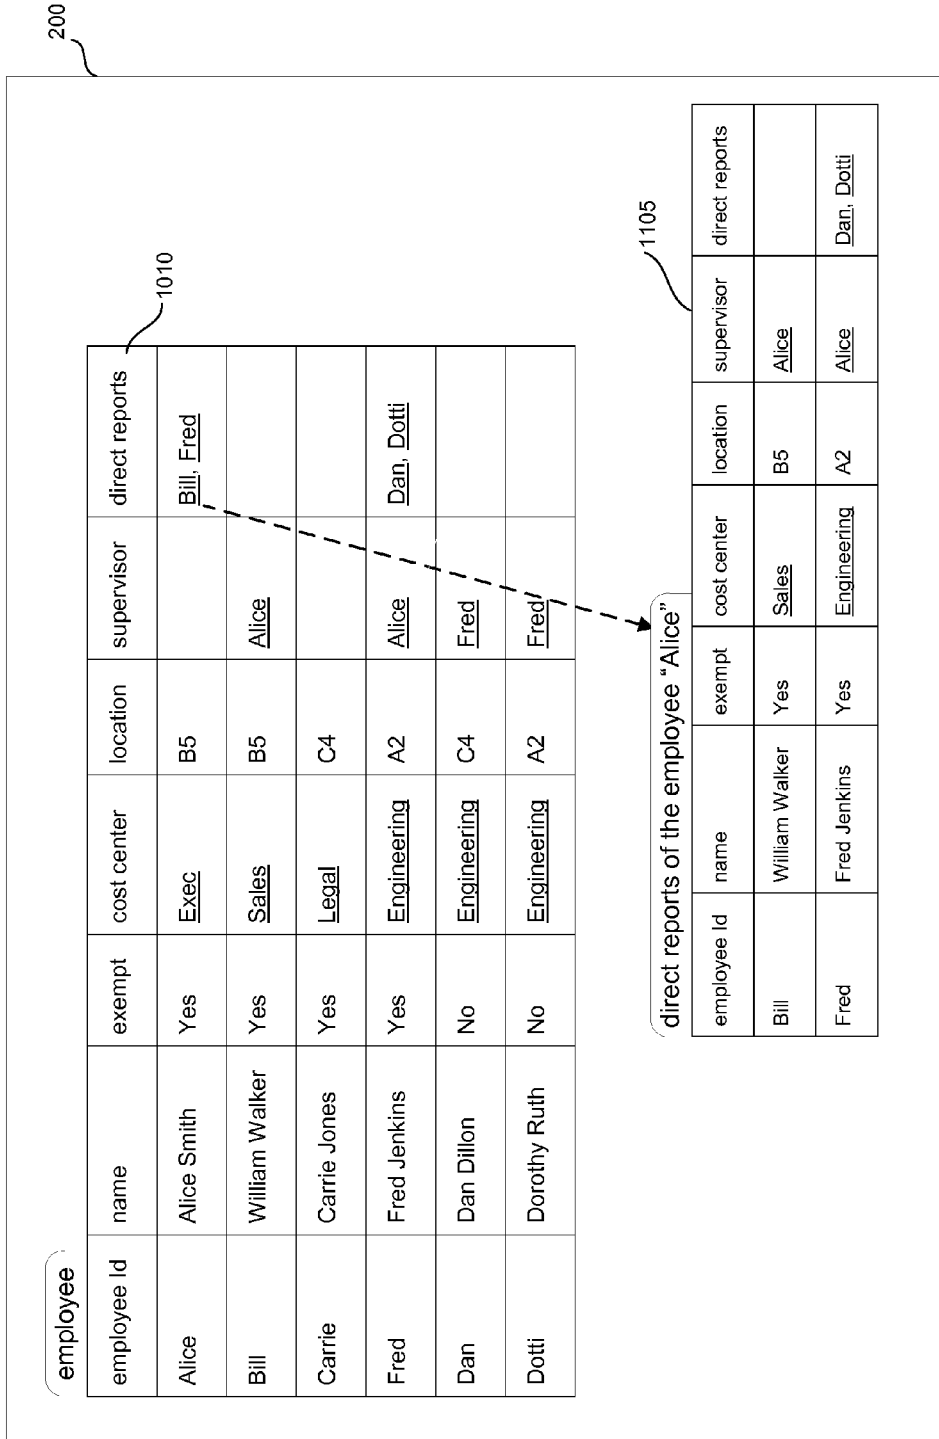 200
employee
employee Id name exempt cost center location supervisor direct reports
1010
Alice Alice Smith Yes Exec B5 Bill, Fred
Bill William Walker Yes Sales B5 Alice
Carrie Carrie Jones Yes Legal C4
Fred Fred Jenkins Yes Engineering A2 Alice Dan, Dotti
Dan Dan Dillon No Engineering C4 Fred
Dotti Dorothy Ruth No Engineering A2 Fred
direct reports of the employee “Alice”
1105
employee Id name exempt cost center location supervisor direct reports
Bill William Walker Yes Sales B5 Alice
Fred Fred Jenkins Yes Engineering A2 Alice Dan, Dotti